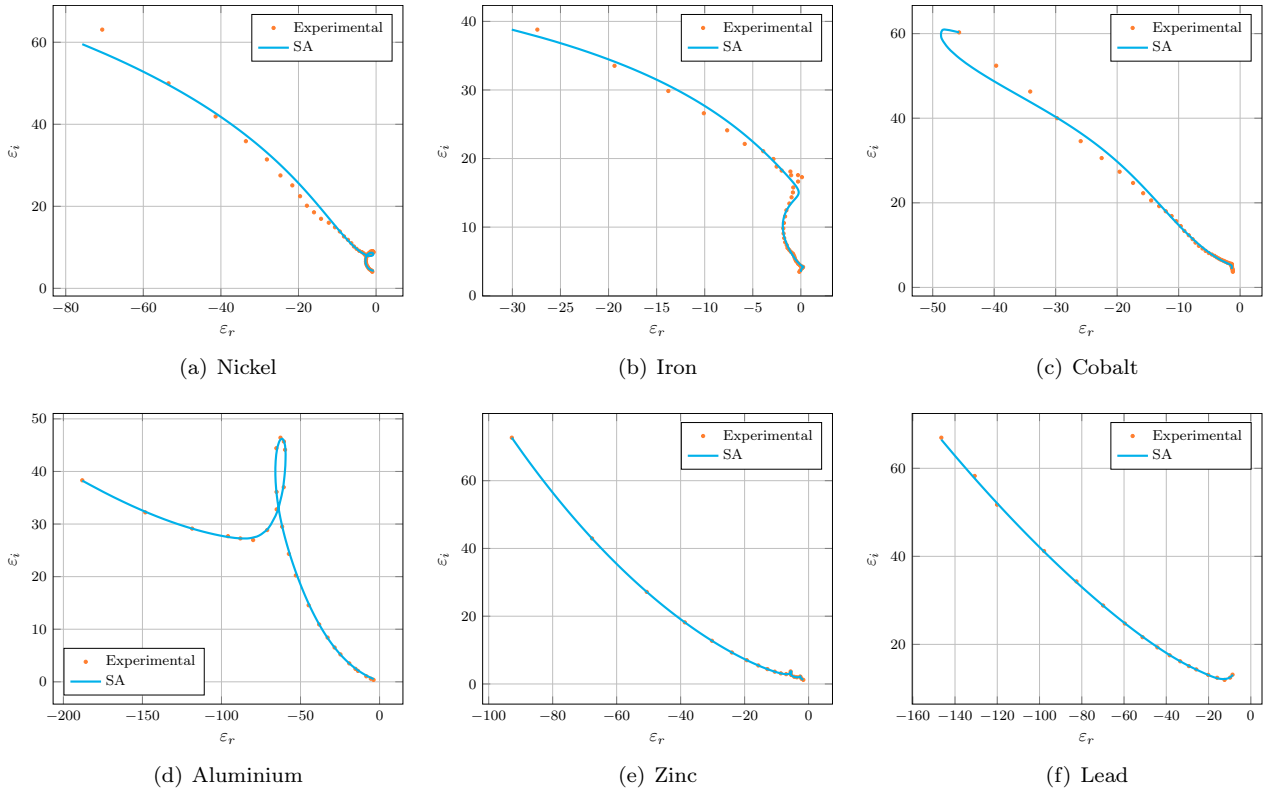 Experimental
SA
60
40
20
0
εi
−80
−60
−40
−20
0
εr
(a) Nickel
Experimental
SA
40
30
20
10
0
εi
−30
−25
−20
−15
−10
−5
0
εr
(b) Iron
Experimental
SA
60
40
20
0
εi
−50
−40
−30
−20
−10
0
εr
(c) Cobalt
50
40
30
20
10
0
εi
Experimental
SA
−200
−150
−100
−50
0
εr
(d) Aluminium
Experimental
SA
60
40
20
0
εi
−100
−80
−60
−40
−20
0
εr
(e) Zinc
Experimental
SA
60
40
20
εi
−160
−140
−120
−100
−80
−60
−40
−20
0
εr
(f) Lead